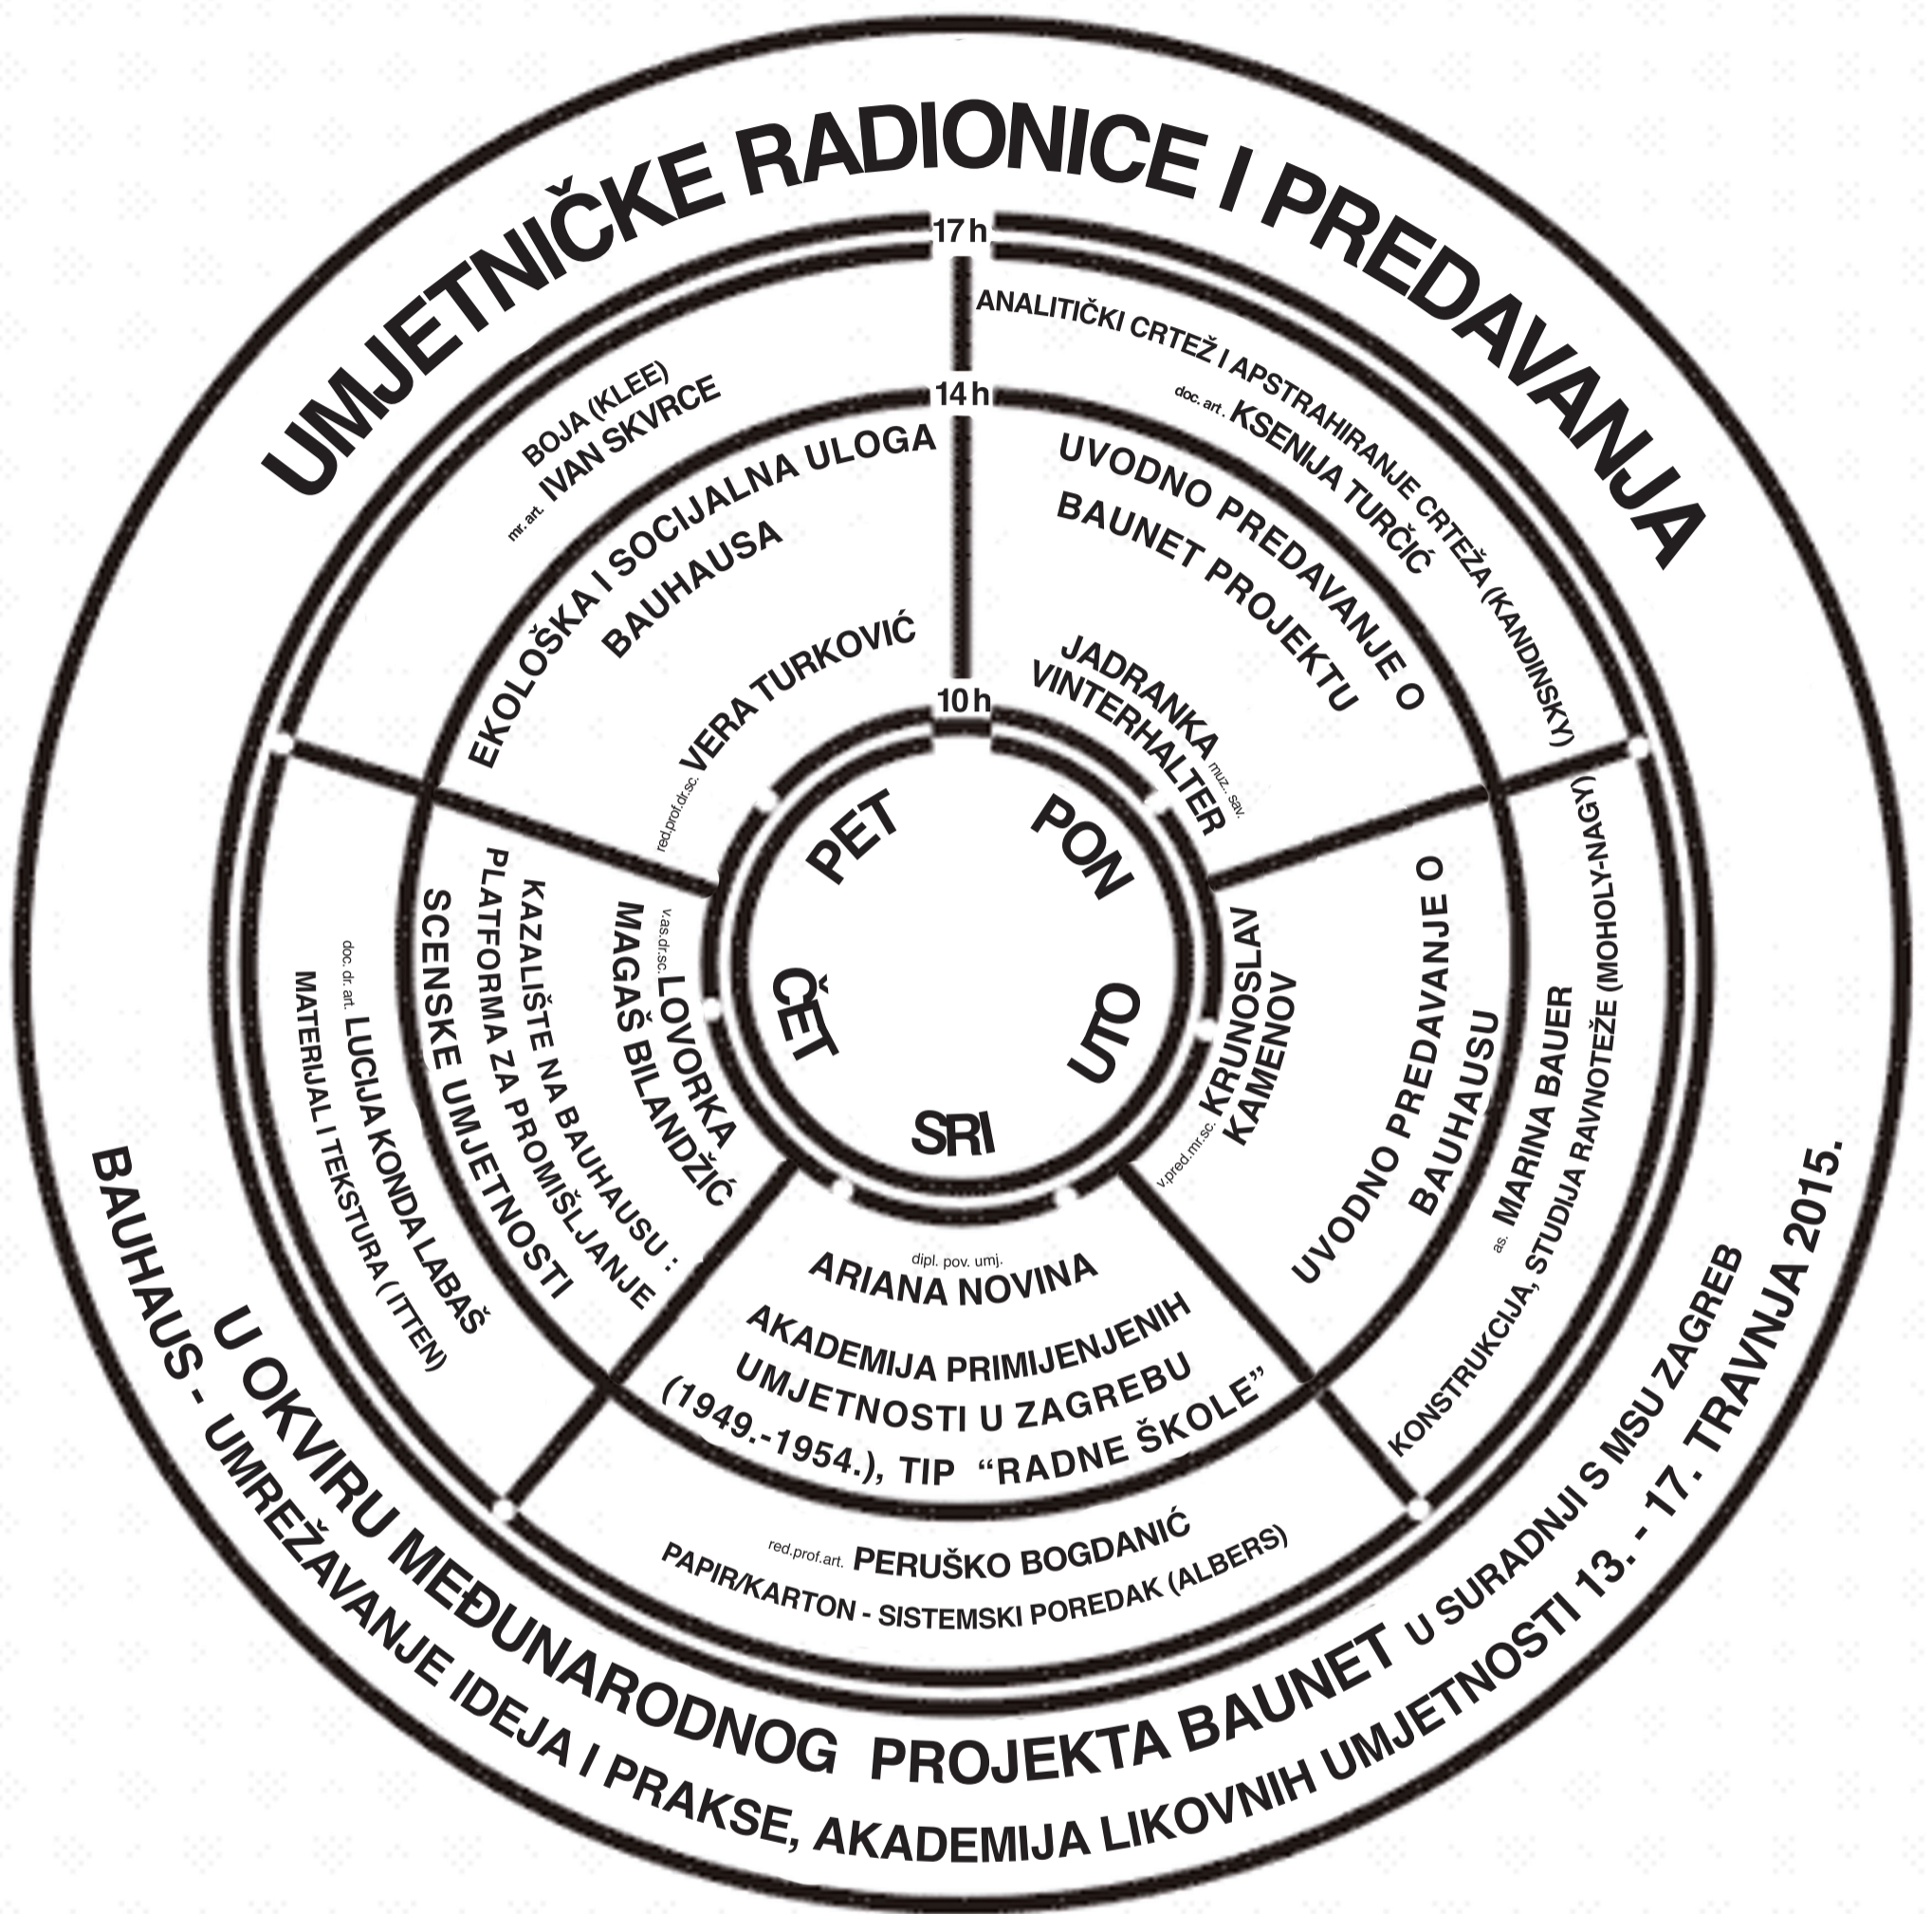 UMJETNIČKE RADIONICE I PREDAVANJA
17 h
14 h
10 h
PON
UTO
SRI
ČET
PET
ANALITIČKI CRTEŽ I APSTRAHIRANJE CRTEŽA (KANDINSKY)
doc. art. KSENIJA TURČIĆ
UVODNO PREDAVANJE O
BAUNET PROJEKTU
JADRANKA
VINTERHALTER
muz.. sav.
KONSTRUKCIJA, STUDIJA RAVNOTEŽE (MOHOLY-NAGY)
as. MARINA BAUER
UVODNO PREDAVANJE O
BAUHAUSU
v.pred.mr.sc. KRUNOSLAV
KAMENOV
dipl. pov. umj.
ARIANA NOVINA
AKADEMIJA PRIMIJENJENIH
UMJETNOSTI U ZAGREBU
(1949.-1954.), TIP “RADNE ŠKOLE”
red.prof.art. PERUŠKO BOGDANIĆ
PAPIR/KARTON - SISTEMSKI POREDAK (ALBERS)
v.as.dr.sc. LOVORKA
MAGAŠ BILANDŽIĆ
KAZALIŠTE NA BAUHAUSU :
PLATFORMA ZA PROMIŠLJANJE
SCENSKE UMJETNOSTI
doc. dr. art. LUCIJA KONDA LABAŠ
MATERIJAL I TEKSTURA ( ITTEN)
BOJA (KLEE)
mr. art. IVAN SKVRCE
EKOLOŠKA I SOCIJALNA ULOGA
BAUHAUSA
red.prof.dr.sc. VERA TURKOVIĆ
U OKVIRU MEĐUNARODNOG PROJEKTA BAUNET U SURADNJI S MSU ZAGREB
BAUHAUS - UMREŽAVANJE IDEJA I PRAKSE, AKADEMIJA LIKOVNIH UMJETNOSTI 13. - 17. TRAVNJA 2015.